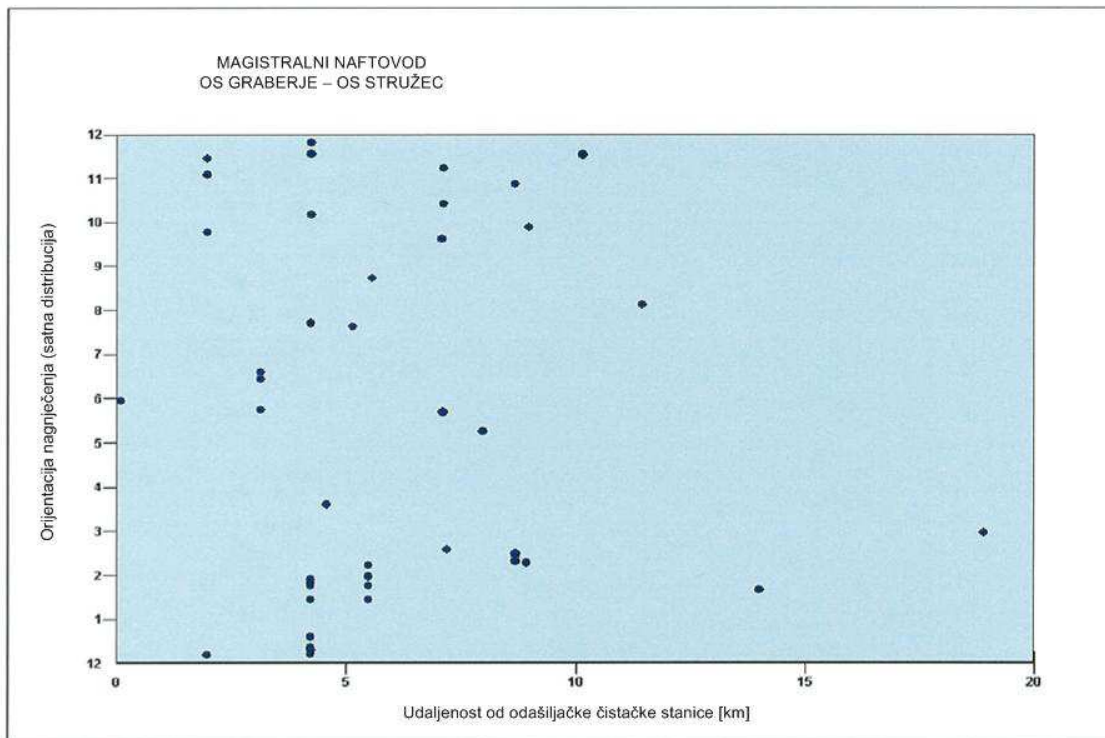 MAGISTRALNI NAFTOVOD
OS GRABERJE – OS STRUŽEC
Orijentacija nagnječenja (satna distribucija)
12
11
10
9
8
7
6
5
4
3
2
1
12
0 5 10 15 20
Udaljenost od odašiljačke čistačke stanice [km]